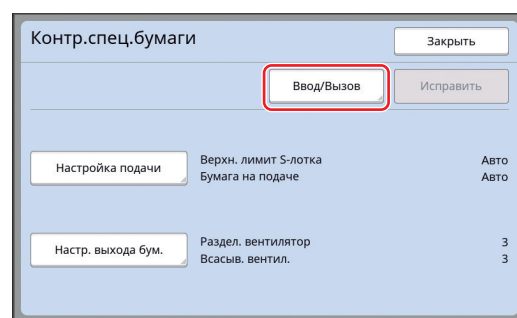 Контр.спец.бумаги
Закрыть
Ввод/Вызов
Исправить
Настройка подачи
Верхн. лимит S-лотка
Авто
Бумага на подаче
Авто
Настр. выхода бум.
Раздел. вентилятор
3
Всасыв. вентил.
3